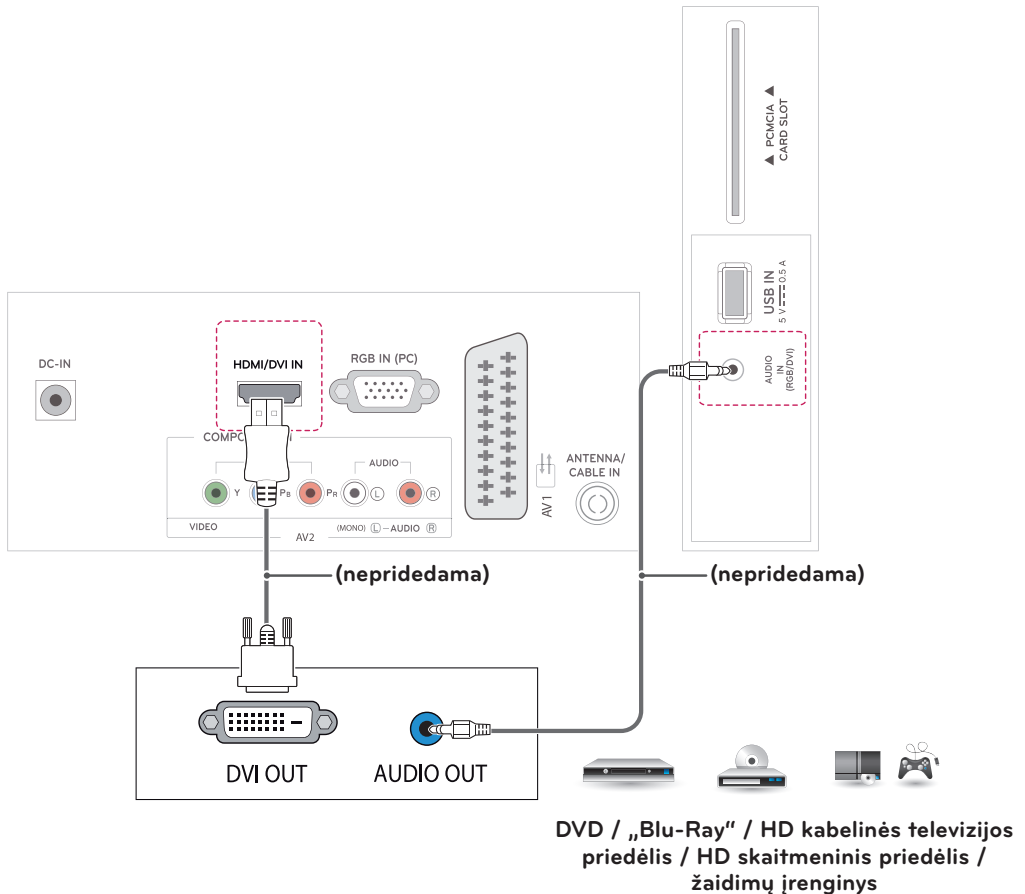 ▲ PCMCIA ▲
CARD SLOT
USB IN
5 V 0.5 A
AUDIO
IN
(RGB/DVI)
DC-IN
HDMI/DVI IN
RGB IN (PC)
AUDIO
Y
PB
PR
L
R
VIDEO
AV2
(MONO) L – AUDIO R
AV1
ANTENNA/
CABLE IN
(nepridedama)
(nepridedama)
DVI OUT
AUDIO OUT
DVD / „Blu-Ray“ / HD kabelinės televizijos
priedėlis / HD skaitmeninis priedėlis /
žaidimų įrenginys